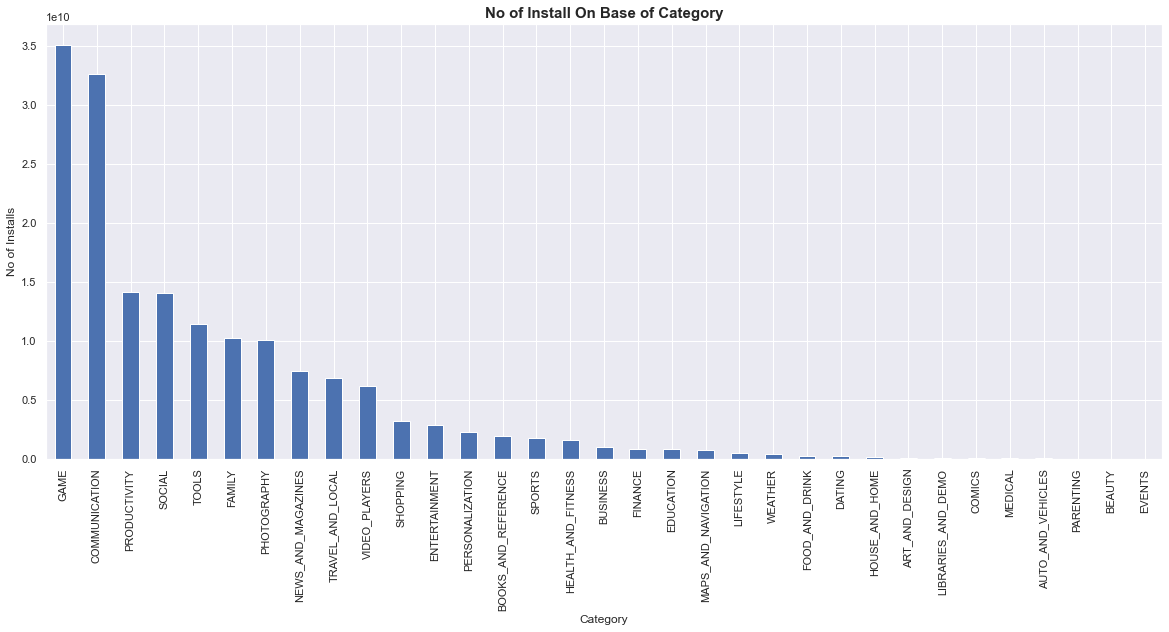 No of Install On Base of Category
1e10
3.5
3.0
2.5
2.0
1.5
1.0
0.5
0.0
No of Installs
GAME
COMMUNICATION
PRODUCTIVITY
SOCIAL
TOOLS
FAMILY
PHOTOGRAPHY
NEWS_AND_MAGAZINES
TRAVEL_AND_LOCAL
VIDEO_PLAYERS
SHOPPING
ENTERTAINMENT
PERSONALIZATION
BOOKS_AND_REFERENCE
SPORTS
HEALTH_AND_FITNESS
BUSINESS
FINANCE
EDUCATION
MAPS_AND_NAVIGATION
LIFESTYLE
WEATHER
FOOD_AND_DRINK
DATING
HOUSE_AND_HOME
ART_AND_DESIGN
LIBRARIES_AND_DEMO
COMICS
MEDICAL
AUTO_AND_VEHICLES
PARENTING
BEAUTY
EVENTS
Category